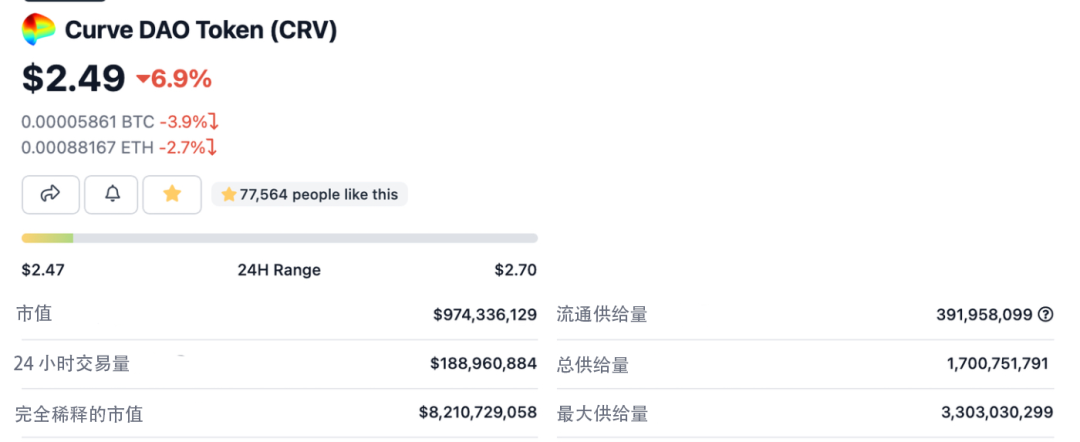 Curve DAO Token (CRV)
$2.49 6.9%
0.00005861 BTC -3.9%
0.00088167 ETH -2.7%
77,564 people like this
$2.47 24H Range $2.70
市值 $974,336,129 流通供给量 391,958,099
24 小时交易量 $188,960,884 总供给量 1,700,751,791
完全稀释的市值 $8,210,729,058 最大供给量 3,303,030,299